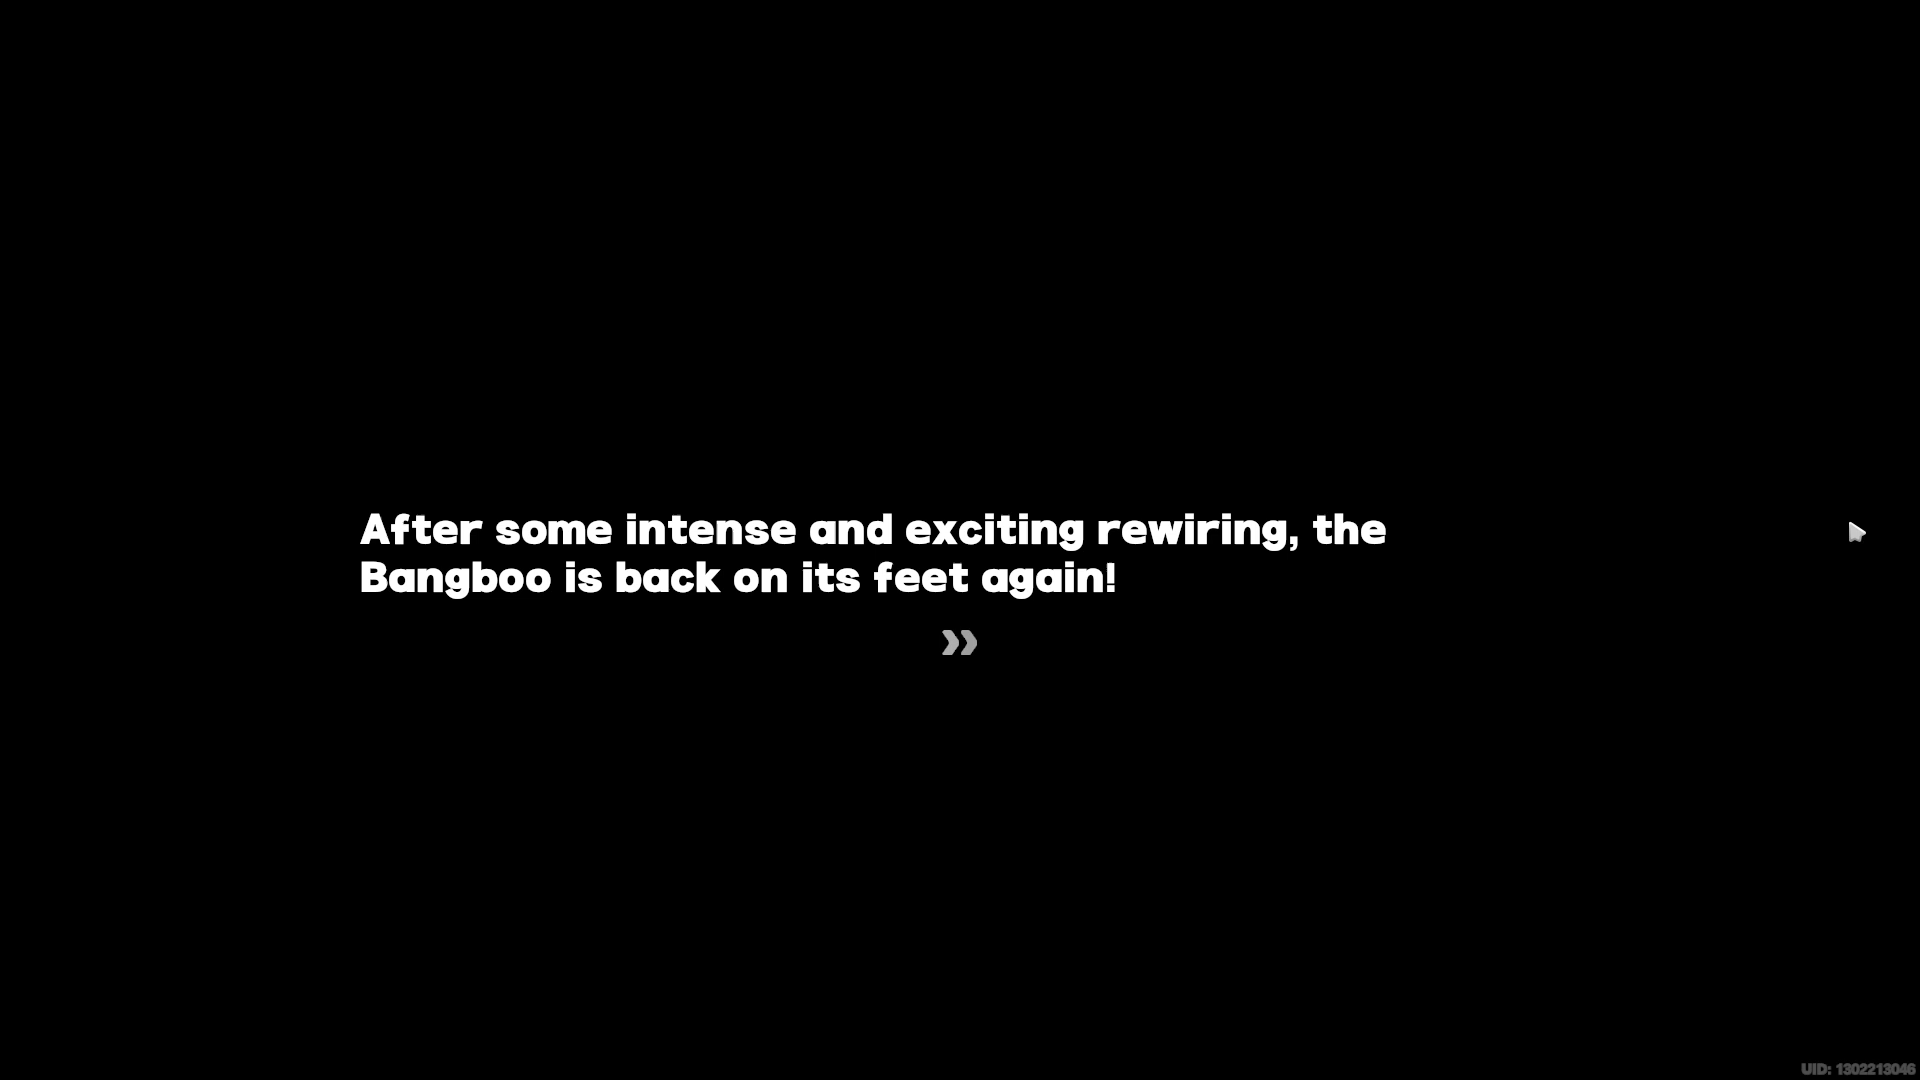 After some intense and exciting rewiring, the
Bangboo is back on its feet again!
UID: 1302213046